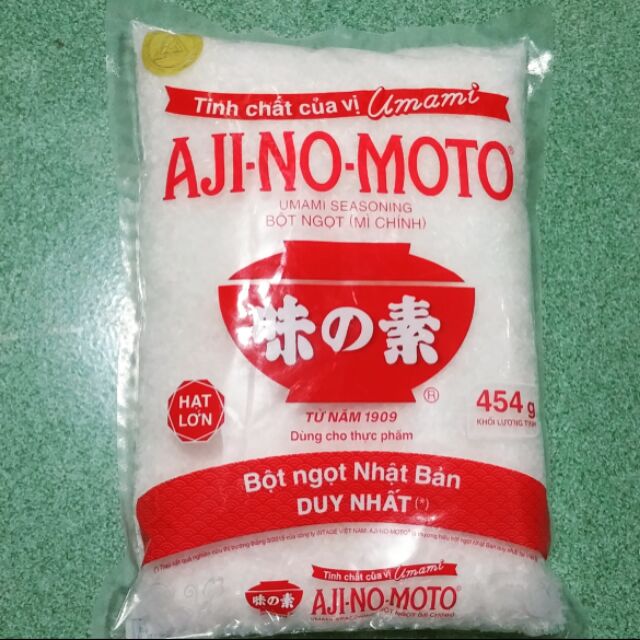 Tinh chất của vị Umami
AJI-NO-MOTO®
UMAMI SEASONING
BỘT NGỌT (MÌ CHÍNH)
味の素
®
HẠT
LỚN
454 g
KHỐI LƯỢNG TỊNH
TỪ NĂM 1909
Dùng cho thực phẩm
Bột ngọt Nhật Bản
DUY NHẤT (*)
Tinh chất của vị Umami
味の素
AJI-NO-MOTO®